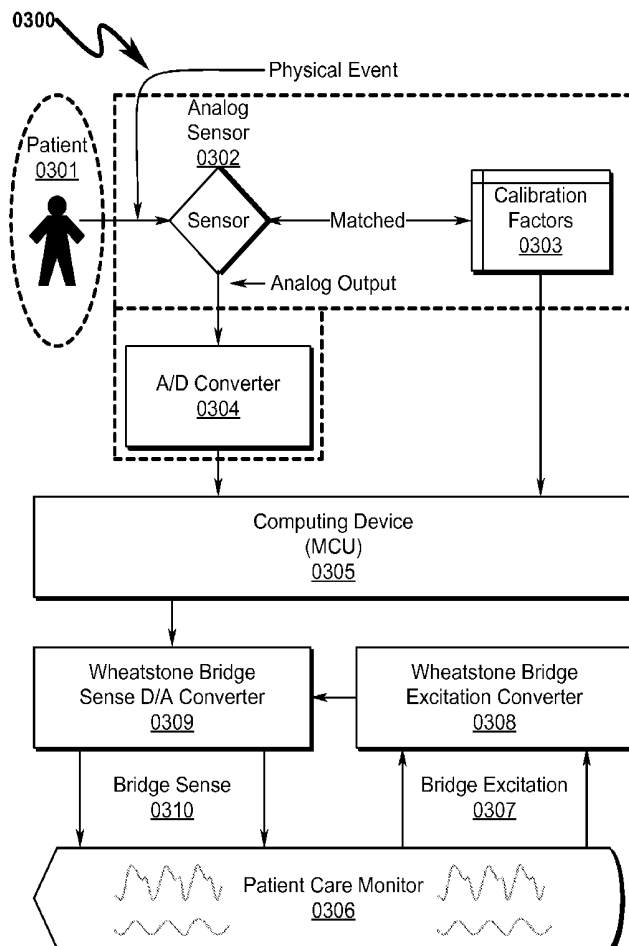 0300
Physical Event
Patient
0301
Analog
Sensor
0302
Sensor
Matched
Calibration
Factors
0303
Analog Output
A/D Converter
0304
Computing Device
(MCU)
0305
Wheatstone Bridge
Sense D/A Converter
0309
Wheatstone Bridge
Excitation Converter
0308
Bridge Sense
0310
Bridge Excitation
0307
Patient Care Monitor
0306